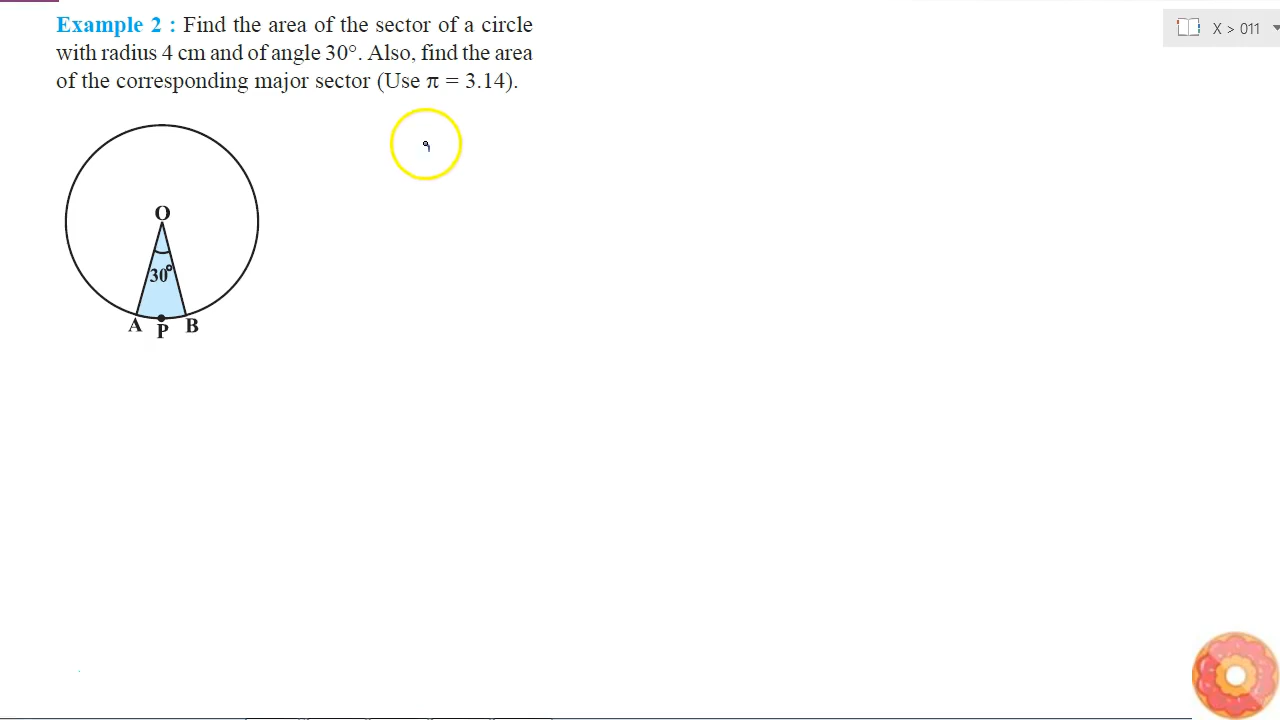 Example 2 : Find the area of the sector of a circle
with radius 4 cm and of angle 30°. Also, find the area
of the corresponding major sector (Use π = 3.14).
X > 011
O
30°
A P B